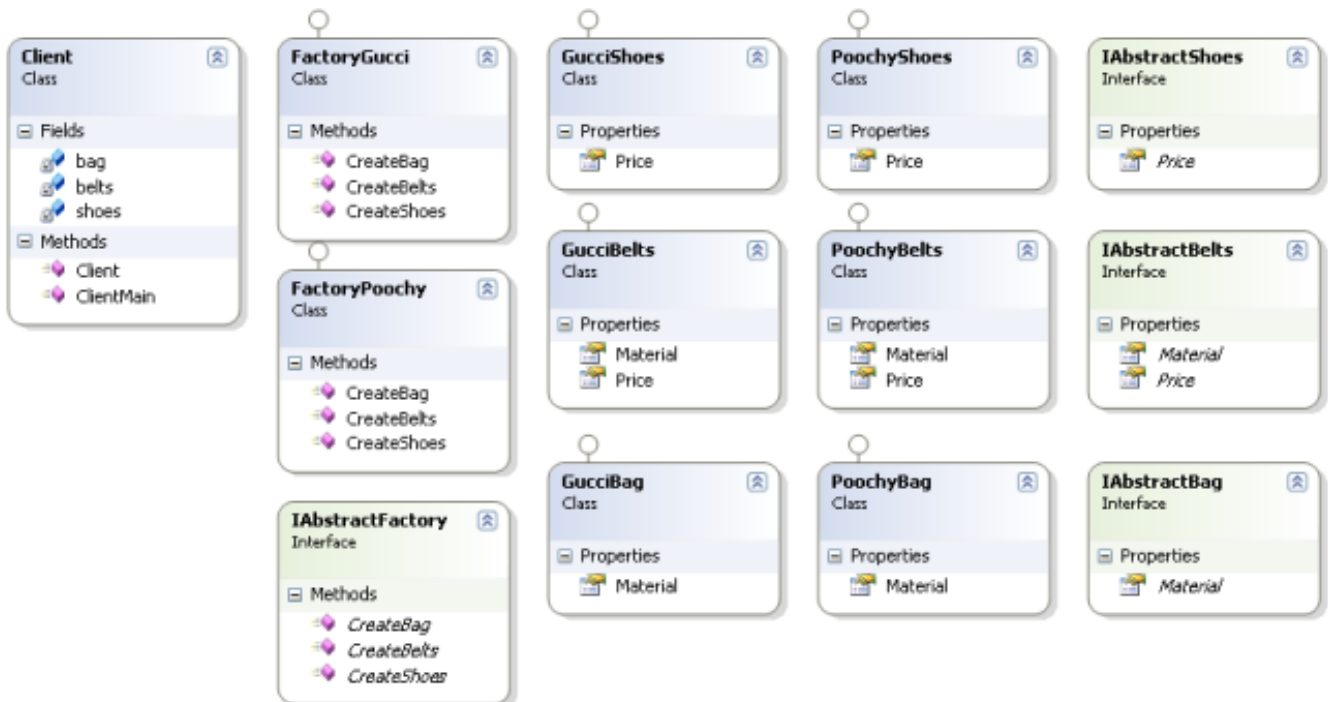 Client
Class
Fields
bag
belts
shoes
Methods
Client
ClientMain
FactoryGucci
Class
Methods
CreateBag
CreateBelts
CreateShoes
FactoryPoochy
Class
Methods
CreateBag
CreateBelts
CreateShoes
IAbstractFactory
Interface
Methods
CreateBag
CreateBelts
CreateShoes
GucciShoes
Class
Properties
Price
GucciBelts
Class
Properties
Material
Price
GucciBag
Class
Properties
Material
PoochyShoes
Class
Properties
Price
PoochyBelts
Class
Properties
Material
Price
PoochyBag
Class
Properties
Material
IAbstractShoes
Interface
Properties
Price
IAbstractBelts
Interface
Properties
Material
Price
IAbstractBag
Interface
Properties
Material